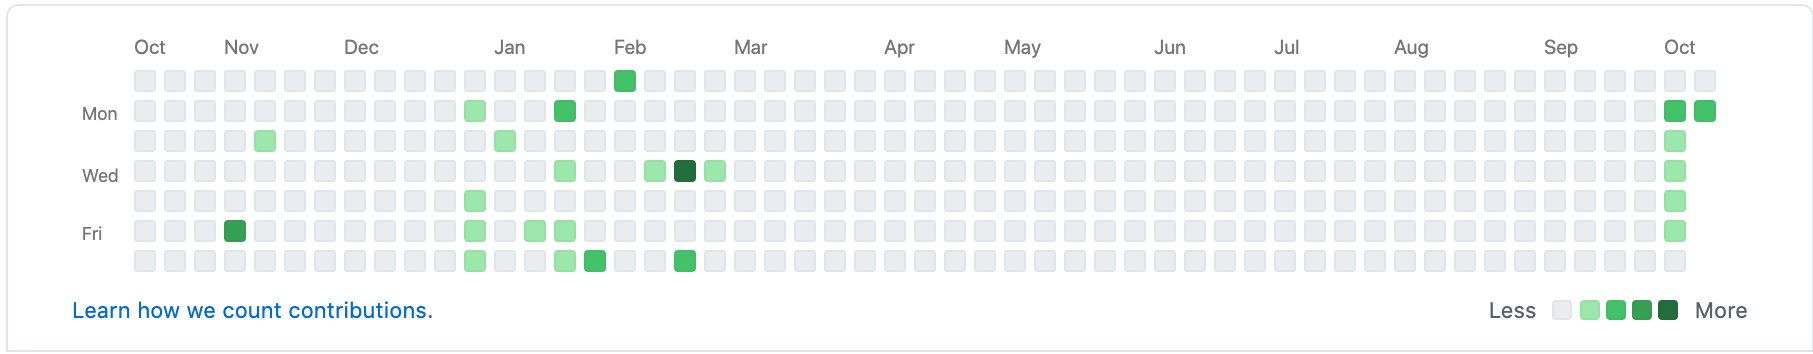 Oct Nov Dec Jan Feb Mar Apr May Jun Jul Aug Sep Oct
Mon
Wed
Fri
Learn how we count contributions. Less More